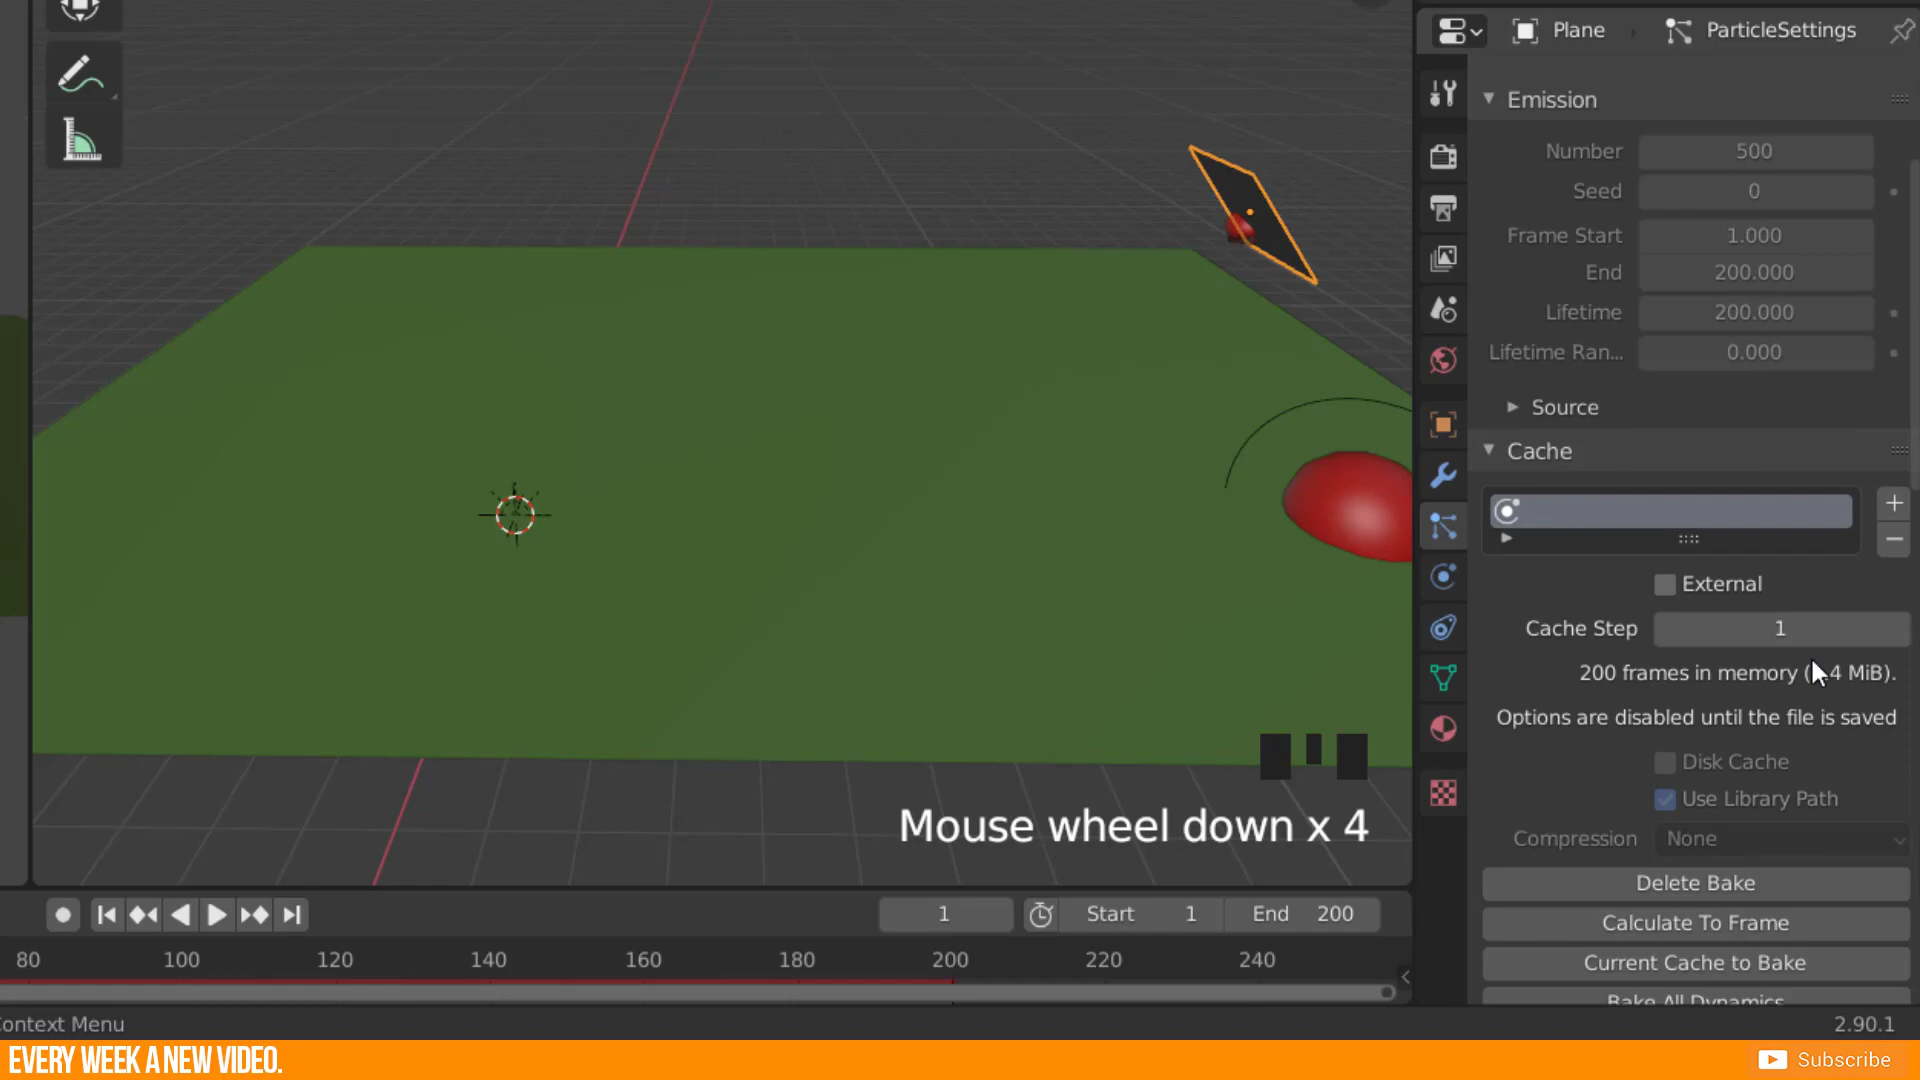 Plane
ParticleSettings
Emission
Number 500
Seed 0
Frame Start 1.000
End 200.000
Lifetime 200.000
Lifetime Ran... 0.000
Source
Cache
External
Cache Step 1
200 frames in memory ( 4 MiB).
Options are disabled until the file is saved
Disk Cache
Use Library Path
Compression None
Delete Bake
Calculate To Frame
Current Cache to Bake
Bake All Dynamics
Mouse wheel down x 4
1 Start 1 End 200
80 100 120 140 160 180 200 220 240
ontext Menu
2.90.1
EVERY WEEK A NEW VIDEO.
Subscribe